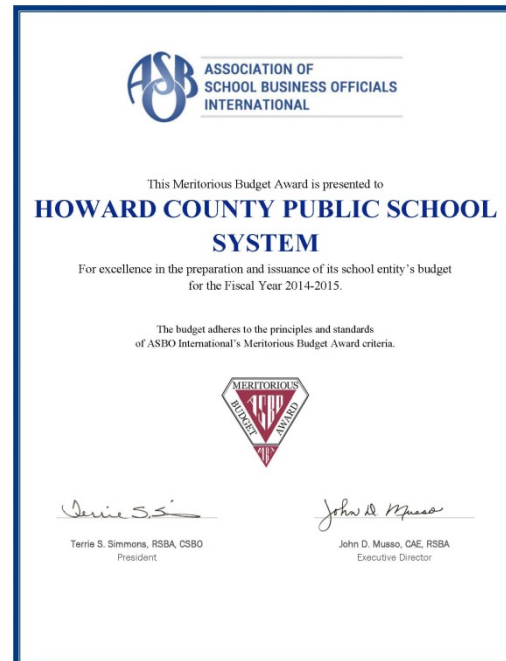 ASBO
ASSOCIATION OF
SCHOOL BUSINESS OFFICIALS
INTERNATIONAL
This Meritorious Budget Award is presented to
HOWARD COUNTY PUBLIC SCHOOL
SYSTEM
For excellence in the preparation and issuance of its school entity's budget
for the Fiscal Year 2014-2015.
The budget adheres to the principles and standards
of ASBO International's Meritorious Budget Award criteria.
MERITORIOUS
BUDGET
AWARD
John D. Musso
Terrie S. Simmons, RSBA, CSBO
President
John D. Musso, CAE, RSBA
Executive Director